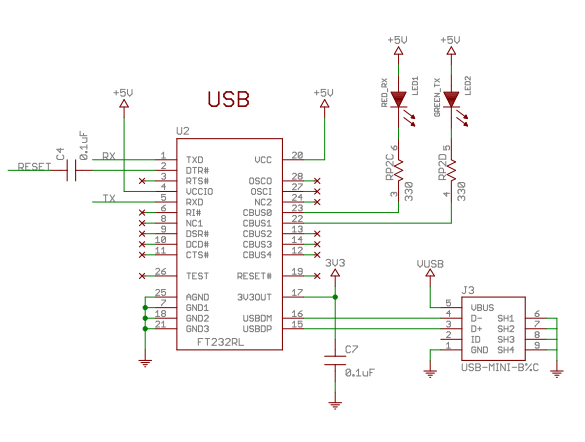 +5V
+5V
RED_RX
LED1
GREEN_TX
LED2
USB
+5V
+5V
U2
C4
0.1uF
RESET
RX
TX
1 TXD
2 DTR#
3 RTS#
4 VCCIO
5 RXD
6 RI#
8 NC1
9 DSR#
10 DCD#
11 CTS#
26 TEST
25 AGND
7 GND1
18 GND2
21 GND3
VCC 20
OSCO 28
OSCI 27
NC2 24
CBUS0 23
CBUS1 22
CBUS2 13
CBUS3 14
CBUS4 12
RESET# 19
3V3OUT 17
USBDM 16
USBDP 15
FT232RL
RP2C
6
3
330
RP2D
5
4
330
3V3
C7
0.1uF
VUSB
J3
5 VBUS
4 D- SH1 6
3 D+ SH2 7
2 ID SH3 8
1 GND SH4 9
USB-MINI-B%C